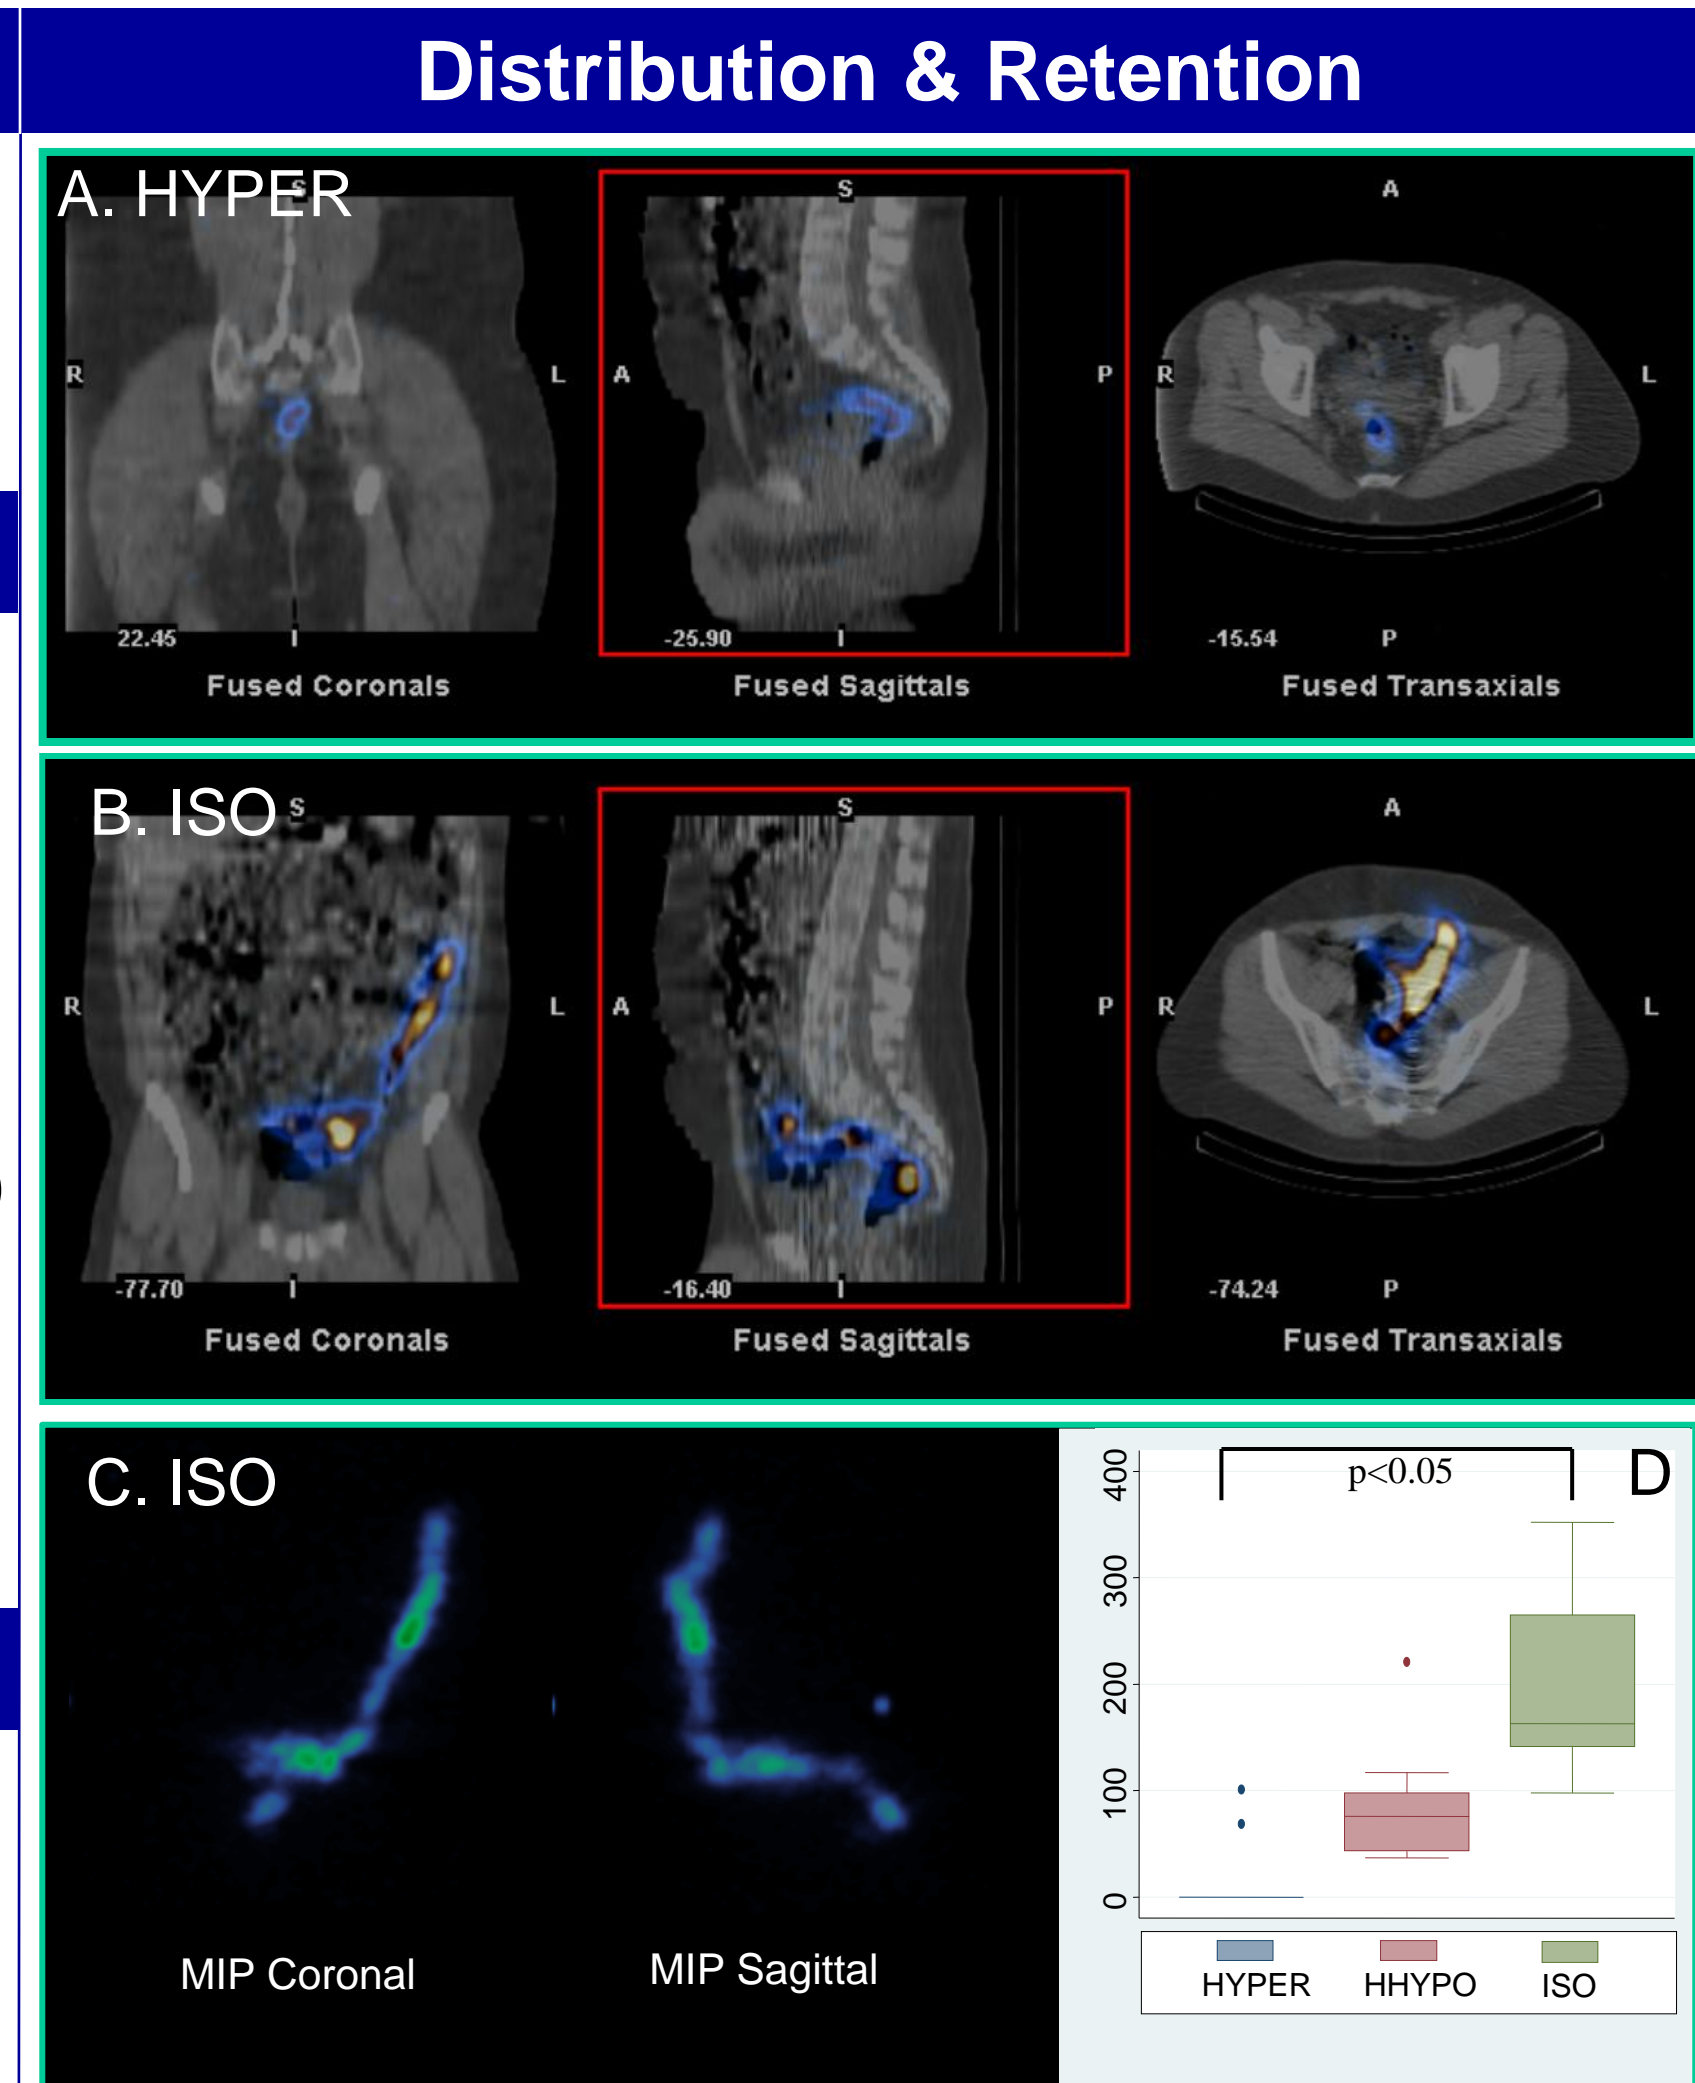 Distribution & Retention
A. HYPER
S
S
A
R
L
A
P
R
L
22.45
I
-25.90
I
-15.54
P
Fused Coronals
Fused Sagittals
Fused Transaxials
B. ISO
S
S
A
R
L
A
P
R
L
-77.70
I
-16.40
I
-74.24
P
Fused Coronals
Fused Sagittals
Fused Transaxials
C. ISO
MIP Coronal
MIP Sagittal
D
p<0.05
400
300
200
100
0
HYPER
HHYPO
ISO